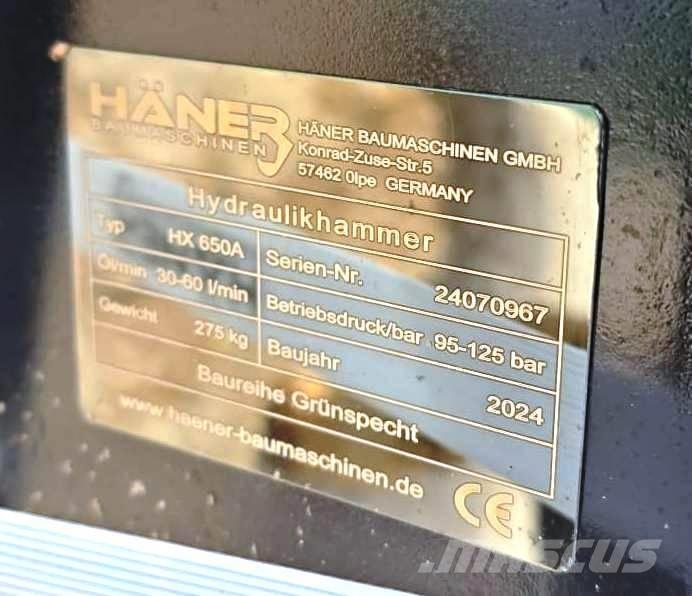 HÄNER
BAUMASCHINEN
HÄNER BAUMASCHINEN GMBH
Konrad-Zuse-Str.5
57462 Olpe GERMANY
Hydraulikhammer
Typ HX 650A Serien-Nr. 24070967
Öl/min 30-60 l/min Betriebsdruck/bar 95-125 bar
Gewicht 275 kg Baujahr 2024
Baureihe Grünspecht
www.haener-baumaschinen.de CE
MASCUS